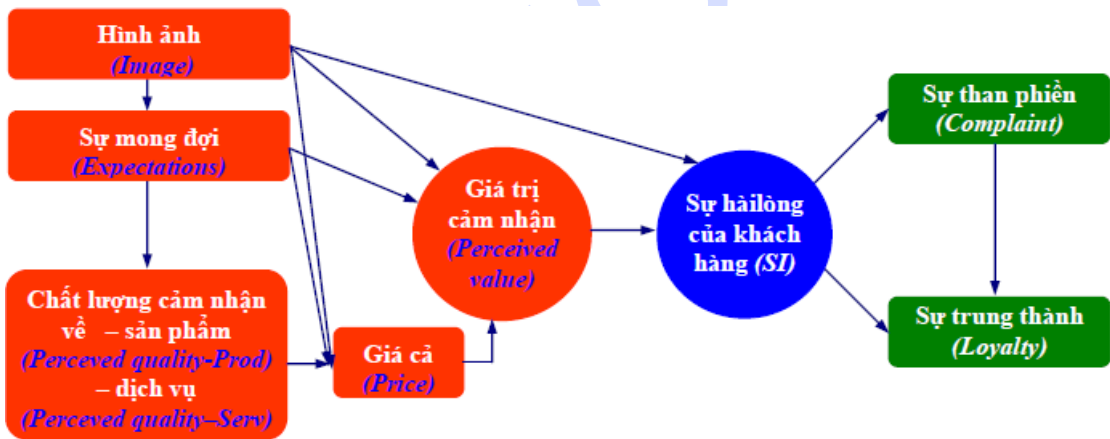 Hình ảnh
(Image)
Sự mong đợi
(Expectations)
Chất lượng cảm nhận
về – sản phẩm
(Perceved quality-Prod)
– dịch vụ
(Perceved quality–Serv)
Giá cả
(Price)
Giá trị
cảm nhận
(Perceived
value)
Sự hàilòng
của khách
hàng (SI)
Sự than phiền
(Complaint)
Sự trung thành
(Loyalty)